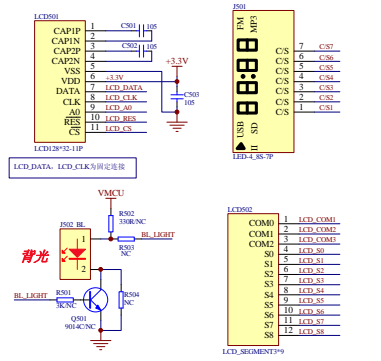 LCD501
CAP1P 1
CAP1N 2
CAP2P 3
CAP2N 4
VSS 5
VDD 6 +3.3V
DATA 7 LCD_DATA
CLK 8 LCD_CLK
A0 9 LCD_A0
RES 10 LCD_RES
CS 11 LCD_CS
LCD128*32-11P
C501 105
C502 105
+3.3V
C503
105
LCD_DATA，LCD_CLK为固定连接
J501
FM MP3
C/S 7 C/S7
C/S 6 C/S6
C/S 5 C/S5
C/S 4 C/S4
C/S 3 C/S3
C/S 2 C/S2
C/S 1 C/S1
USB SD
LED-4_8S-7P
VMCU
R502
330R/NC
J502 BL
1
2
BL_LIGHT
R503
NC
背光
BL_LIGHT
R501
3K/NC
R504
NC
Q501
9014C/NC
LCD502
COM0 1 LCD_COM1
COM1 2 LCD_COM2
COM2 3 LCD_COM3
S0 4 LCD_S0
S1 5 LCD_S1
S2 6 LCD_S2
S3 7 LCD_S3
S4 8 LCD_S4
S5 9 LCD_S5
S6 10 LCD_S6
S7 11 LCD_S7
S8 12 LCD_S8
LCD_SEGMENT3*9